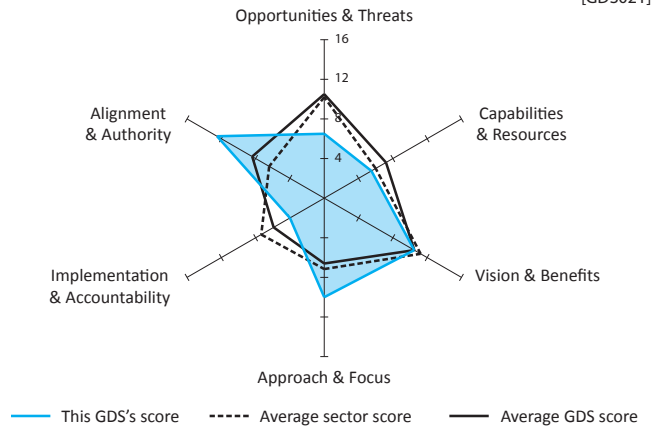 Opportunities & Threats
16
12
8
4
Alignment
& Authority
Capabilities
& Resources
Implementation
& Accountability
Vision & Benefits
Approach & Focus
This GDS's score
Average sector score
Average GDS score